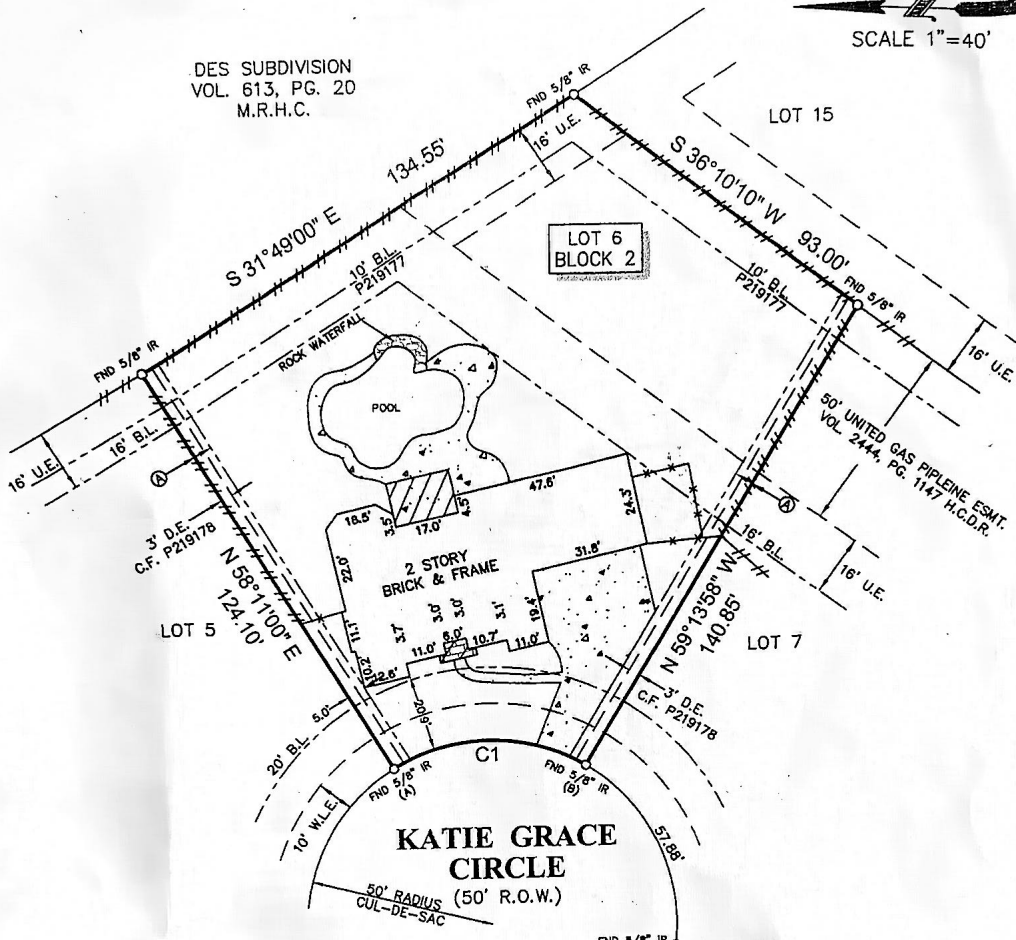 SCALE 1"=40'
DES SUBDIVISION
VOL. 613, PG. 20
M.R.H.C.
FND 5/8" IR
16' U.E.
LOT 15
134.55'
S 31°49'00" E
S 36°10'10" W
93.00'
LOT 6
BLOCK 2
10' B.L.
P219177
10' B.L.
P219177
FND 5/8" IR
16' U.E.
ROCK WATERFALL
FND 5/8" IR
POOL
50' UNITED GAS PIPLEINE ESMT.
VOL. 2444, PG. 1147 H.C.D.R.
16' U.E.
16' B.L.
A
A
3' D.E.
C.F. P219178
N 58°11'00" E
124.10'
LOT 5
18.5'
3.5'
17.0'
4.5'
47.6'
24.3'
22.0'
2 STORY
BRICK & FRAME
31.8'
16' B.L.
16' U.E.
N 59°13'58" W
140.85'
LOT 7
11.1'
3.7'
3.0'
3.0'
3.1'
19.4'
10.2'
12.6'
11.0'
6.0'
10.7'
11.0'
3' D.E.
C.F. P219178
20.9'
5.0'
20' B.L.
10' W.L.E.
C1
FND 5/8" IR
(A)
FND 5/8" IR
(B)
KATIE GRACE
CIRCLE
(50' R.O.W.)
57.88'
50' RADIUS
CUL-DE-SAC
FND 5/8" IR